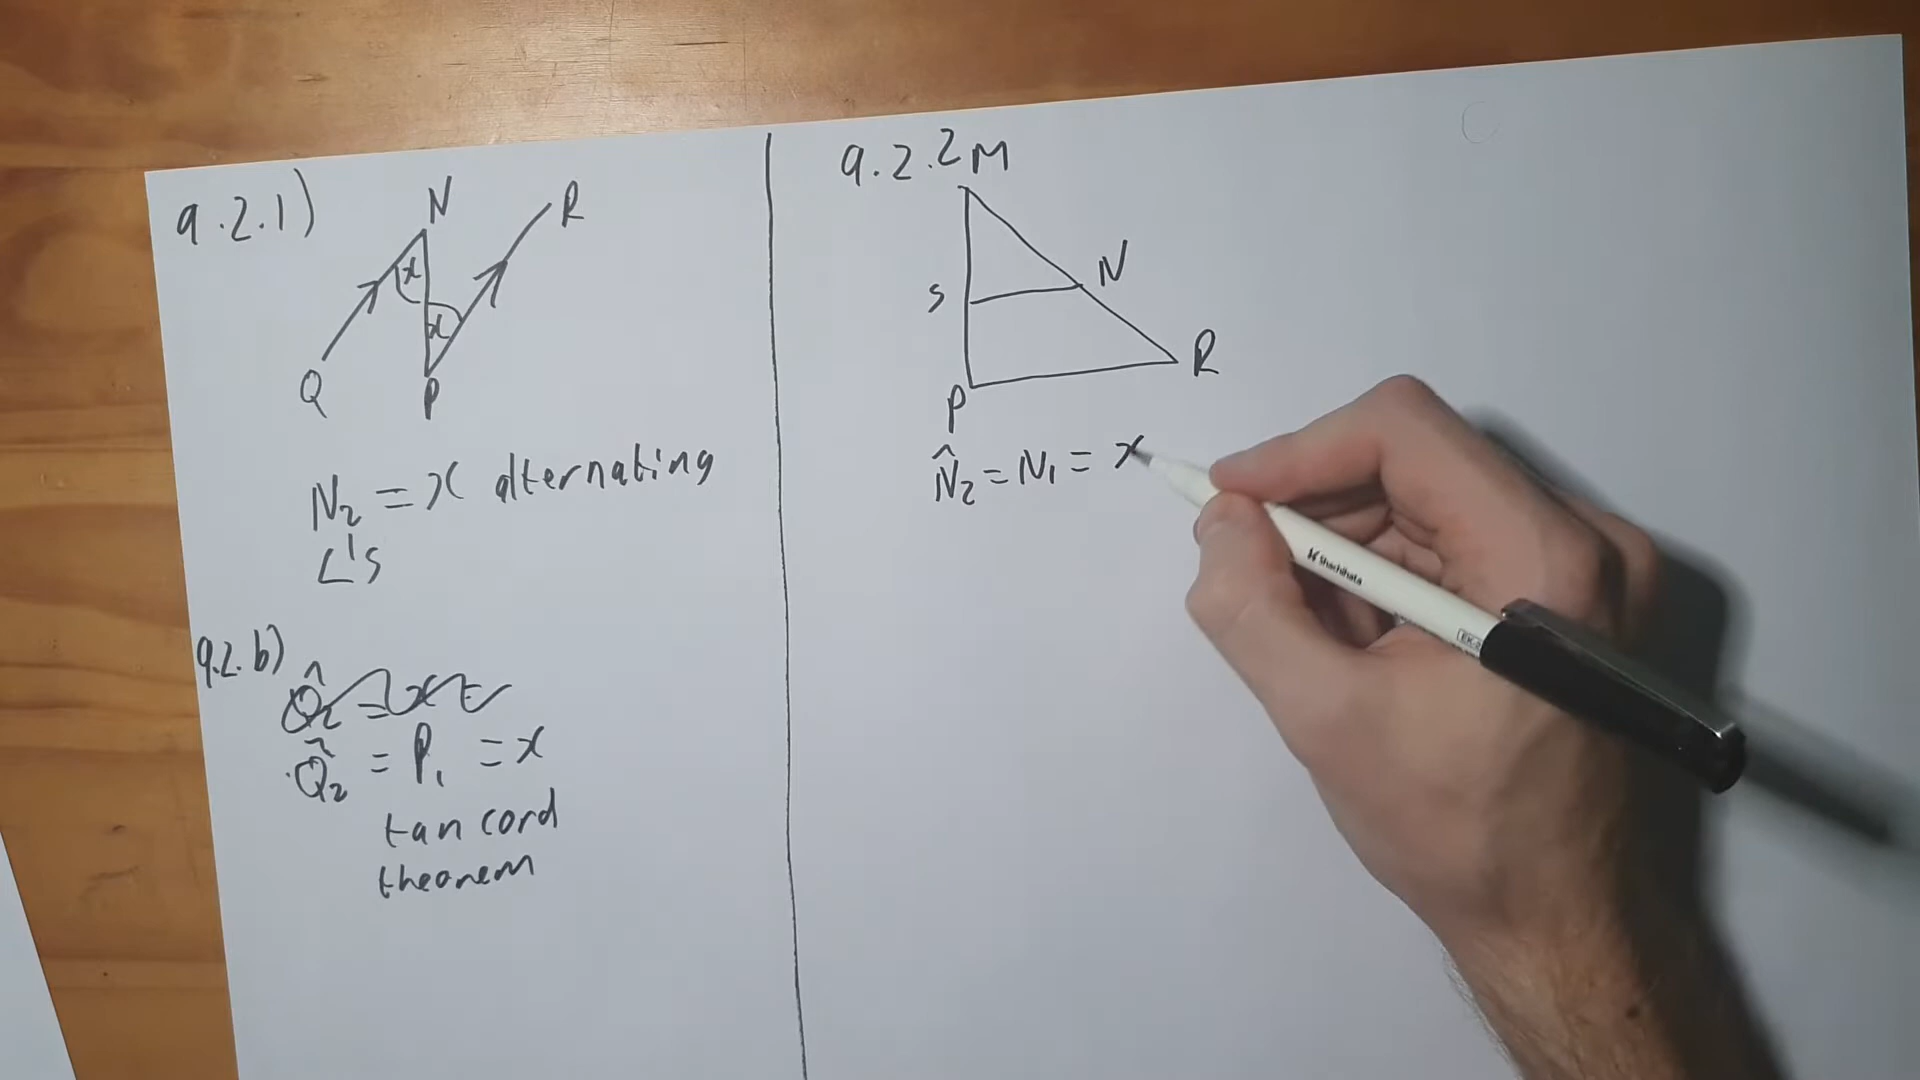 9.2.1)
N
R
x
x
Q
P
N₂ = x alternating
∠'s
9.2.b)
Q̂₂ = P₁ = x
tan cord
theorem
9.2.2
M
S
N
P
R
N̂₂ = N₁ = x
Shachihata